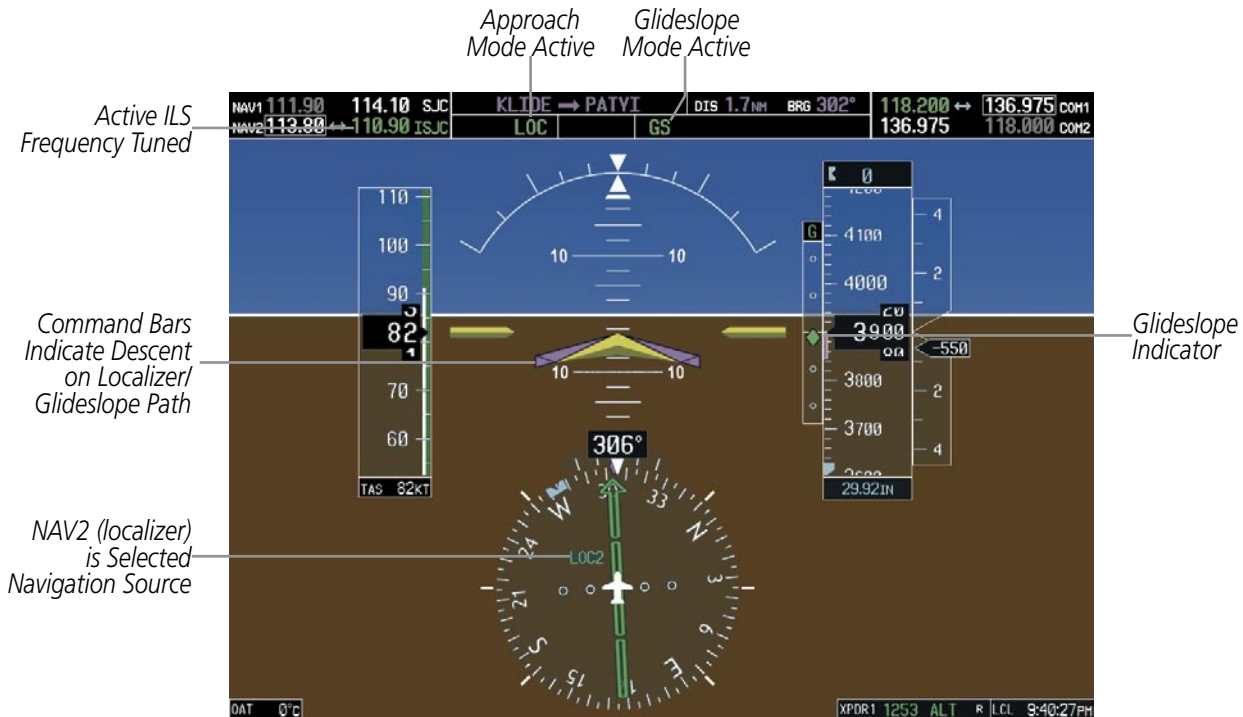 Approach
Mode Active
Glideslope
Mode Active
Active ILS
Frequency Tuned
Command Bars
Indicate Descent
on Localizer/
Glideslope Path
NAV2 (localizer)
is Selected
Navigation Source
Glideslope
Indicator
NAV1 111.90 114.10 SJC
NAV2 113.80 ↔ 110.90 ISJC
KLIDE → PATYI DIS 1.7NM BRG 302°
LOC GS
118.200 ↔ 136.975 COM1
136.975 118.000 COM2
110
100
90
82
70
60
TAS 82KT
10 10
10 10
G
0
4100
4000
3900
3800
3700
29.92IN
4
2
-550
2
4
306°
33
N
3
6
E
12
15
S
21
24
W
LOC2
OAT 0°C
XPDR1 1253 ALT R LCL 9:40:27PM